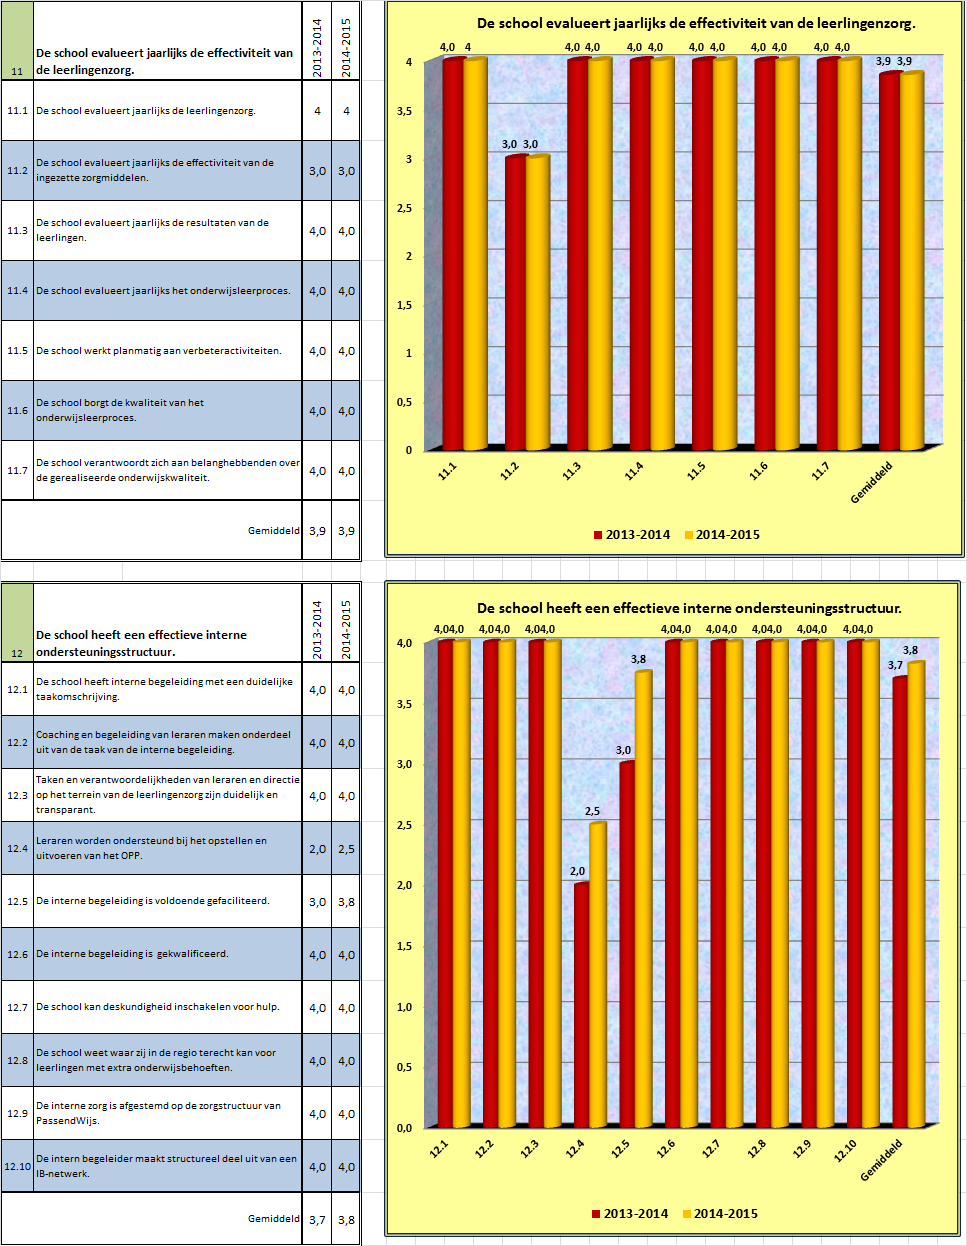 11
De school evalueert jaarlijks de effectiviteit van
de leerlingenzorg.
2013-2014
2014-2015
11.1
De school evalueert jaarlijks de leerlingenzorg.
4
4
11.2
De school evalueert jaarlijks de effectiviteit van de
ingezette zorgmiddelen.
3,0
3,0
11.3
De school evalueert jaarlijks de resultaten van de
leerlingen.
4,0
4,0
11.4
De school evalueert jaarlijks het onderwijsleerproces.
4,0
4,0
11.5
De school werkt planmatig aan verbeteractiviteiten.
4,0
4,0
11.6
De school borgt de kwaliteit van het
onderwijsleerproces.
4,0
4,0
11.7
De school verantwoordt zich aan belanghebbenden over
de gerealiseerde onderwijskwaliteit.
4,0
4,0
Gemiddeld
3,9
3,9
De school evalueert jaarlijks de effectiviteit van de leerlingenzorg.
4,0 4 4,0 4,0 4,0 4,0 4,0 4,0 4,0 4,0 4,0 4,0
3,9 3,9
3,0 3,0
4
3,5
3
2,5
2
1,5
1
0,5
0
11.1 11.2 11.3 11.4 11.5 11.6 11.7 Gemiddeld
2013-2014 2014-2015
12
De school heeft een effectieve interne
ondersteuningsstructuur.
2013-2014
2014-2015
12.1
De school heeft interne begeleiding met een duidelijke
taakomschrijving.
4,0
4,0
12.2
Coaching en begeleiding van leraren maken onderdeel
uit van de taak van de interne begeleiding.
4,0
4,0
12.3
Taken en verantwoordelijkheden van leraren en directie
op het terrein van de leerlingenzorg zijn duidelijk en
transparant.
4,0
4,0
12.4
Leraren worden ondersteund bij het opstellen en
uitvoeren van het OPP.
2,0
2,5
12.5
De interne begeleiding is voldoende gefaciliteerd.
3,0
3,8
12.6
De interne begeleiding is gekwalificeerd.
4,0
4,0
12.7
De school kan deskundigheid inschakelen voor hulp.
4,0
4,0
12.8
De school weet waar zij in de regio terecht kan voor
leerlingen met extra onderwijsbehoeften.
4,0
4,0
12.9
De interne zorg is afgestemd op de zorgstructuur van
PassendWijs.
4,0
4,0
12.10
De intern begeleider maakt structureel deel uit van een
IB-netwerk.
4,0
4,0
Gemiddeld
3,7
3,8
De school heeft een effectieve interne ondersteuningsstructuur.
4,04,0 4,04,0 4,04,0 4,04,0 4,04,0 4,04,0 4,04,0 4,04,0
3,7 3,8
3,0 3,8
2,0 2,5
4,0
3,5
3,0
2,5
2,0
1,5
1,0
0,5
0,0
12.1 12.2 12.3 12.4 12.5 12.6 12.7 12.8 12.9 12.10 Gemiddeld
2013-2014 2014-2015